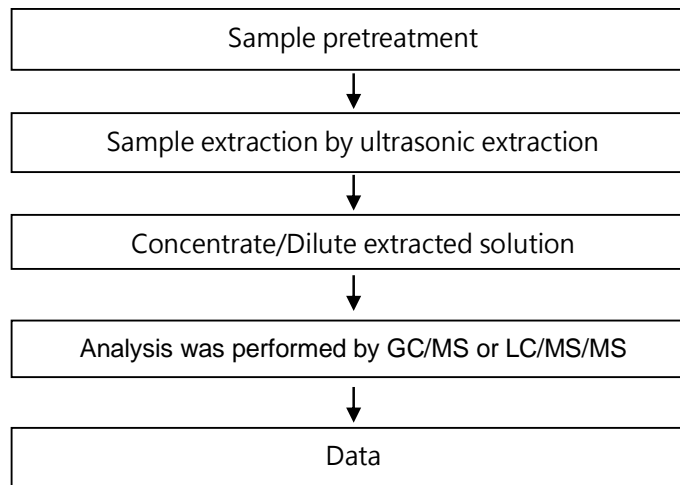 Sample pretreatment
Sample extraction by ultrasonic extraction
Concentrate/Dilute extracted solution
Analysis was performed by GC/MS or LC/MS/MS
Data